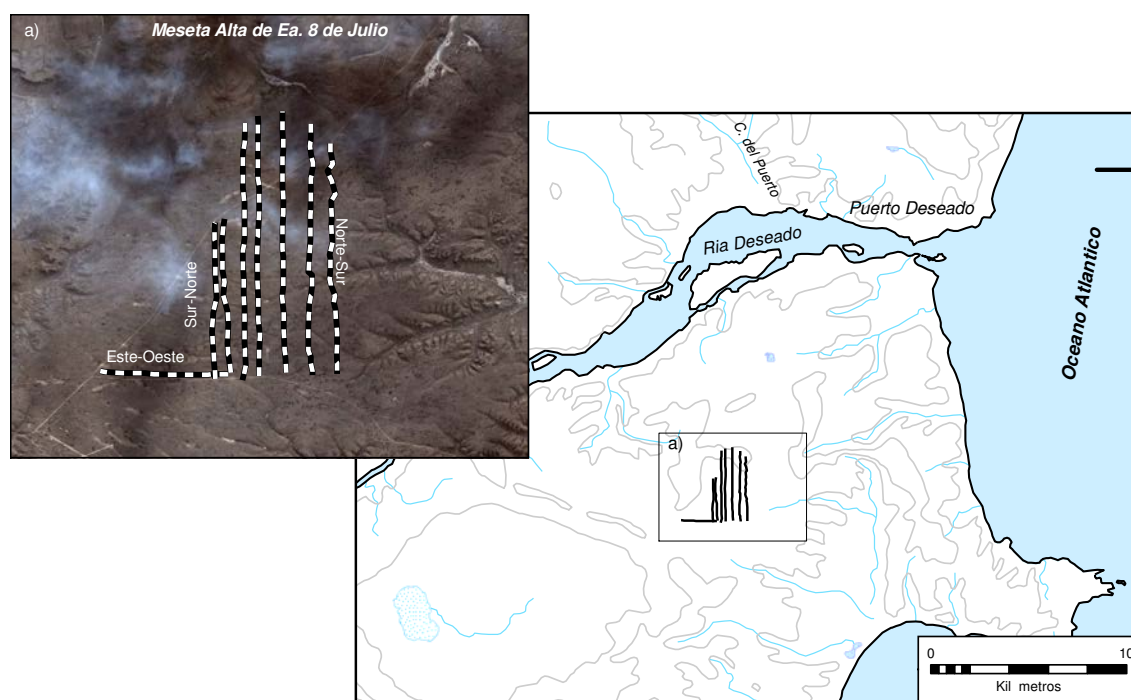 a)
Meseta Alta de Ea. 8 de Julio
Sur-Norte
Norte-Sur
Este-Oeste
C. del Puerto
Puerto Deseado
Ria Deseado
Oceano Atlantico
a)
0 10
Kil metros